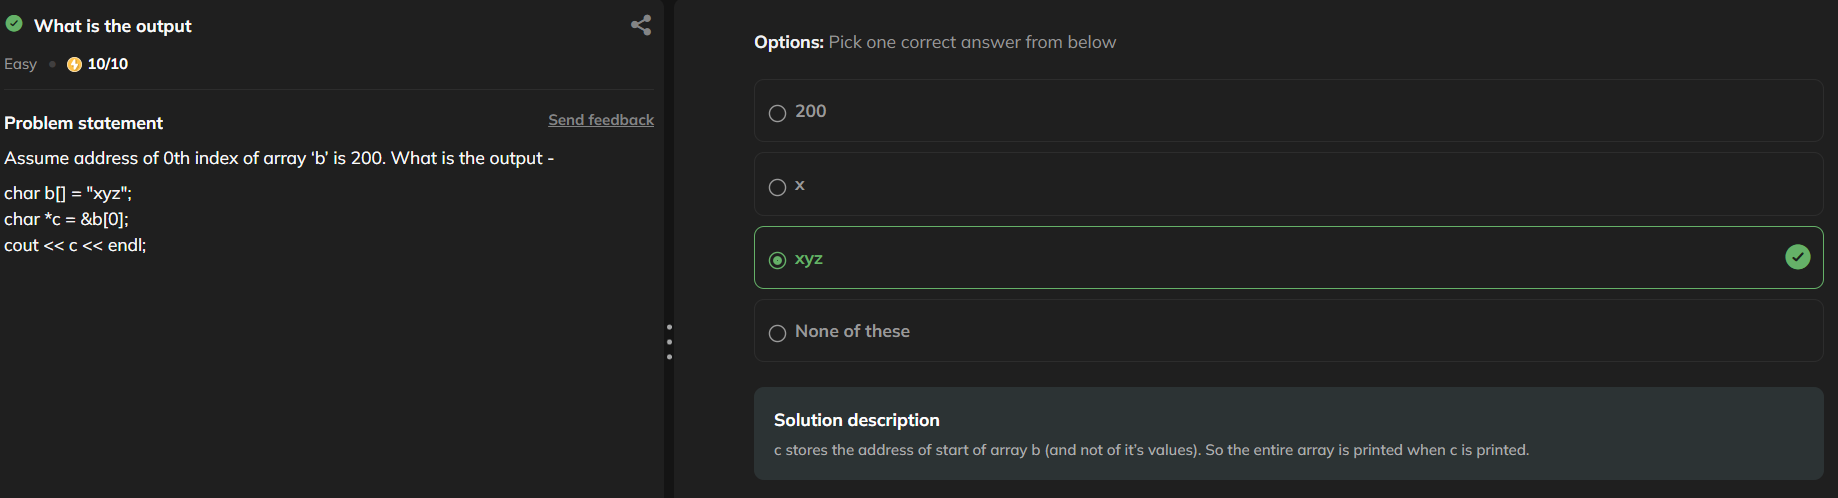 What is the output
Easy
10/10
Problem statement
Send feedback
Assume address of 0th index of array ‘b’ is 200. What is the output -
char b[] = "xyz";
char *c = &b[0];
cout << c << endl;
Options: Pick one correct answer from below
200
x
xyz
None of these
Solution description
c stores the address of start of array b (and not of it’s values). So the entire array is printed when c is printed.